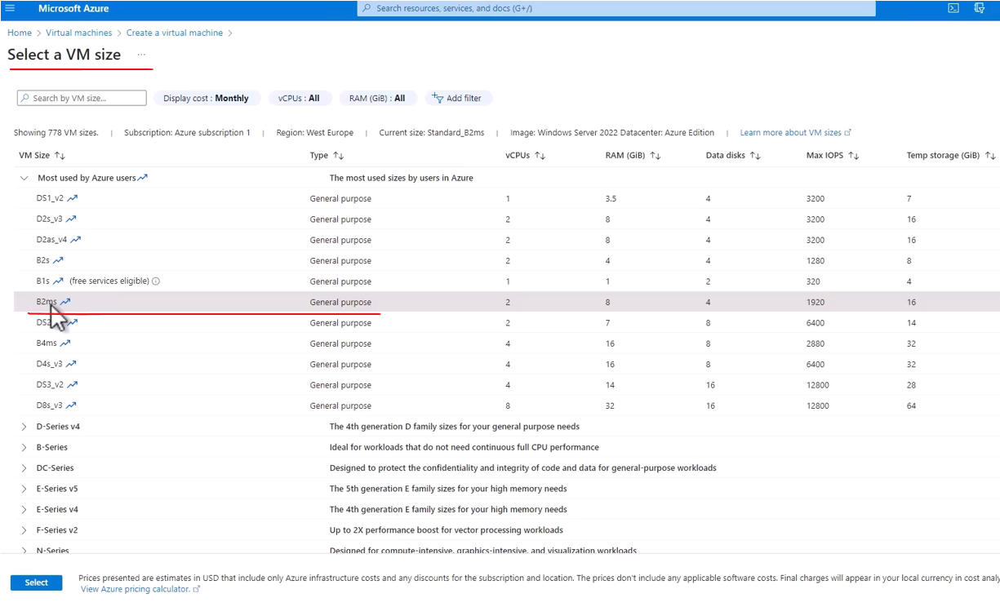 Microsoft Azure
Search resources, services, and docs (G+/)
Home > Virtual machines > Create a virtual machine >
Select a VM size ...
Search by VM size...
Display cost : Monthly
vCPUs : All
RAM (GiB) : All
Add filter
Showing 778 VM sizes. | Subscription: Azure subscription 1 | Region: West Europe | Current size: Standard_B2ms | Image: Windows Server 2022 Datacenter: Azure Edition | Learn more about VM sizes
VM Size Type vCPUs RAM (GiB) Data disks Max IOPS Temp storage (GiB)
Most used by Azure users The most used sizes by users in Azure
DS1_v2 General purpose 1 3.5 4 3200 7
D2s_v3 General purpose 2 8 4 3200 16
D2as_v4 General purpose 2 8 4 3200 16
B2s General purpose 2 4 4 1280 8
B1s (free services eligible) General purpose 1 1 2 320 4
B2ms General purpose 2 8 4 1920 16
General purpose 2 7 8 6400 14
B4ms General purpose 4 16 8 2880 32
D4s_v3 General purpose 4 16 8 6400 32
DS3_v2 General purpose 4 14 16 12800 28
D8s_v3 General purpose 8 32 16 12800 64
D-Series v4 The 4th generation D family sizes for your general purpose needs
B-Series Ideal for workloads that do not need continuous full CPU performance
DC-Series Designed to protect the confidentiality and integrity of code and data for general-purpose workloads
E-Series v5 The 5th generation E family sizes for your high memory needs
E-Series v4 The 4th generation E family sizes for your high memory needs
F-Series v2 Up to 2X performance boost for vector processing workloads
N-Series Designed for compute-intensive, graphics-intensive, and visualization workloads
Select
Prices presented are estimates in USD that include only Azure infrastructure costs and any discounts for the subscription and location. The prices don't include any applicable software costs. Final charges will appear in your local currency in cost analy
View Azure pricing calculator.